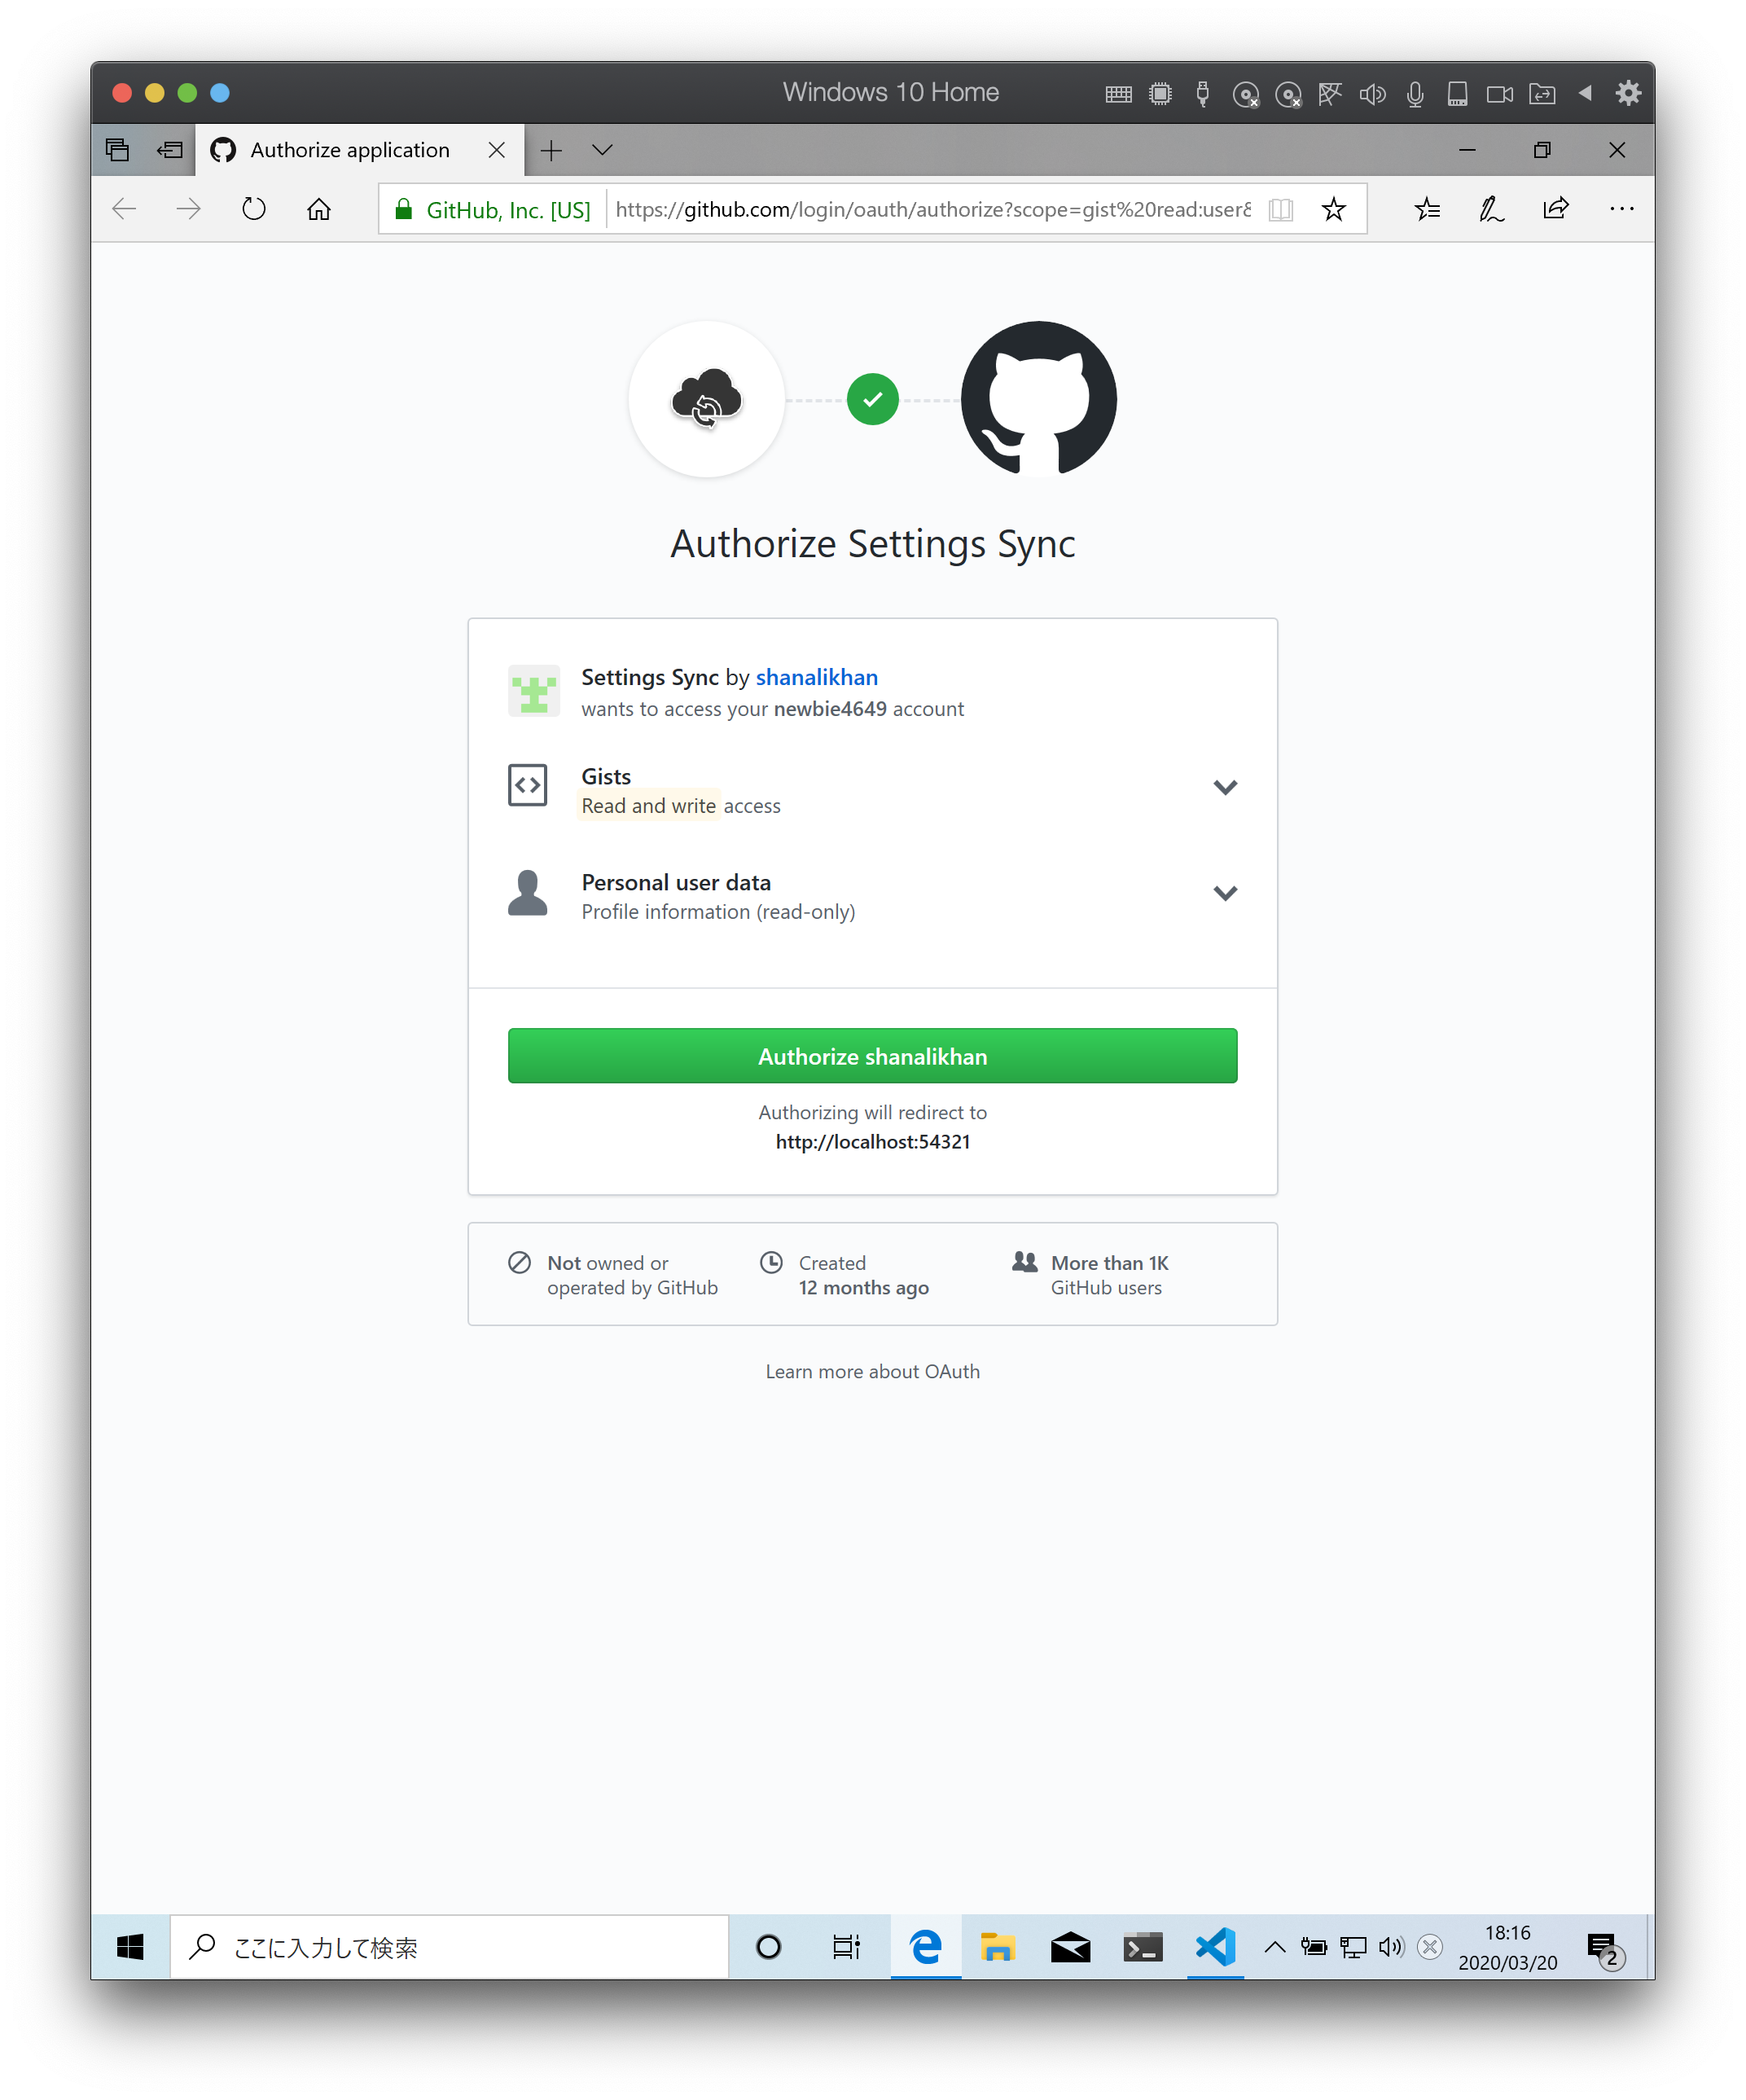 Windows 10 Home
Authorize application
GitHub, Inc. [US]
https://github.com/login/oauth/authorize?scope=gist%20read:user&
Authorize Settings Sync
Settings Sync by shanalikhan
wants to access your newbie4649 account
Gists
Read and write access
Personal user data
Profile information (read-only)
Authorize shanalikhan
Authorizing will redirect to
http://localhost:54321
Not owned or
operated by GitHub
Created
12 months ago
More than 1K
GitHub users
Learn more about OAuth
ここに入力して検索
18:16
2020/03/20
2